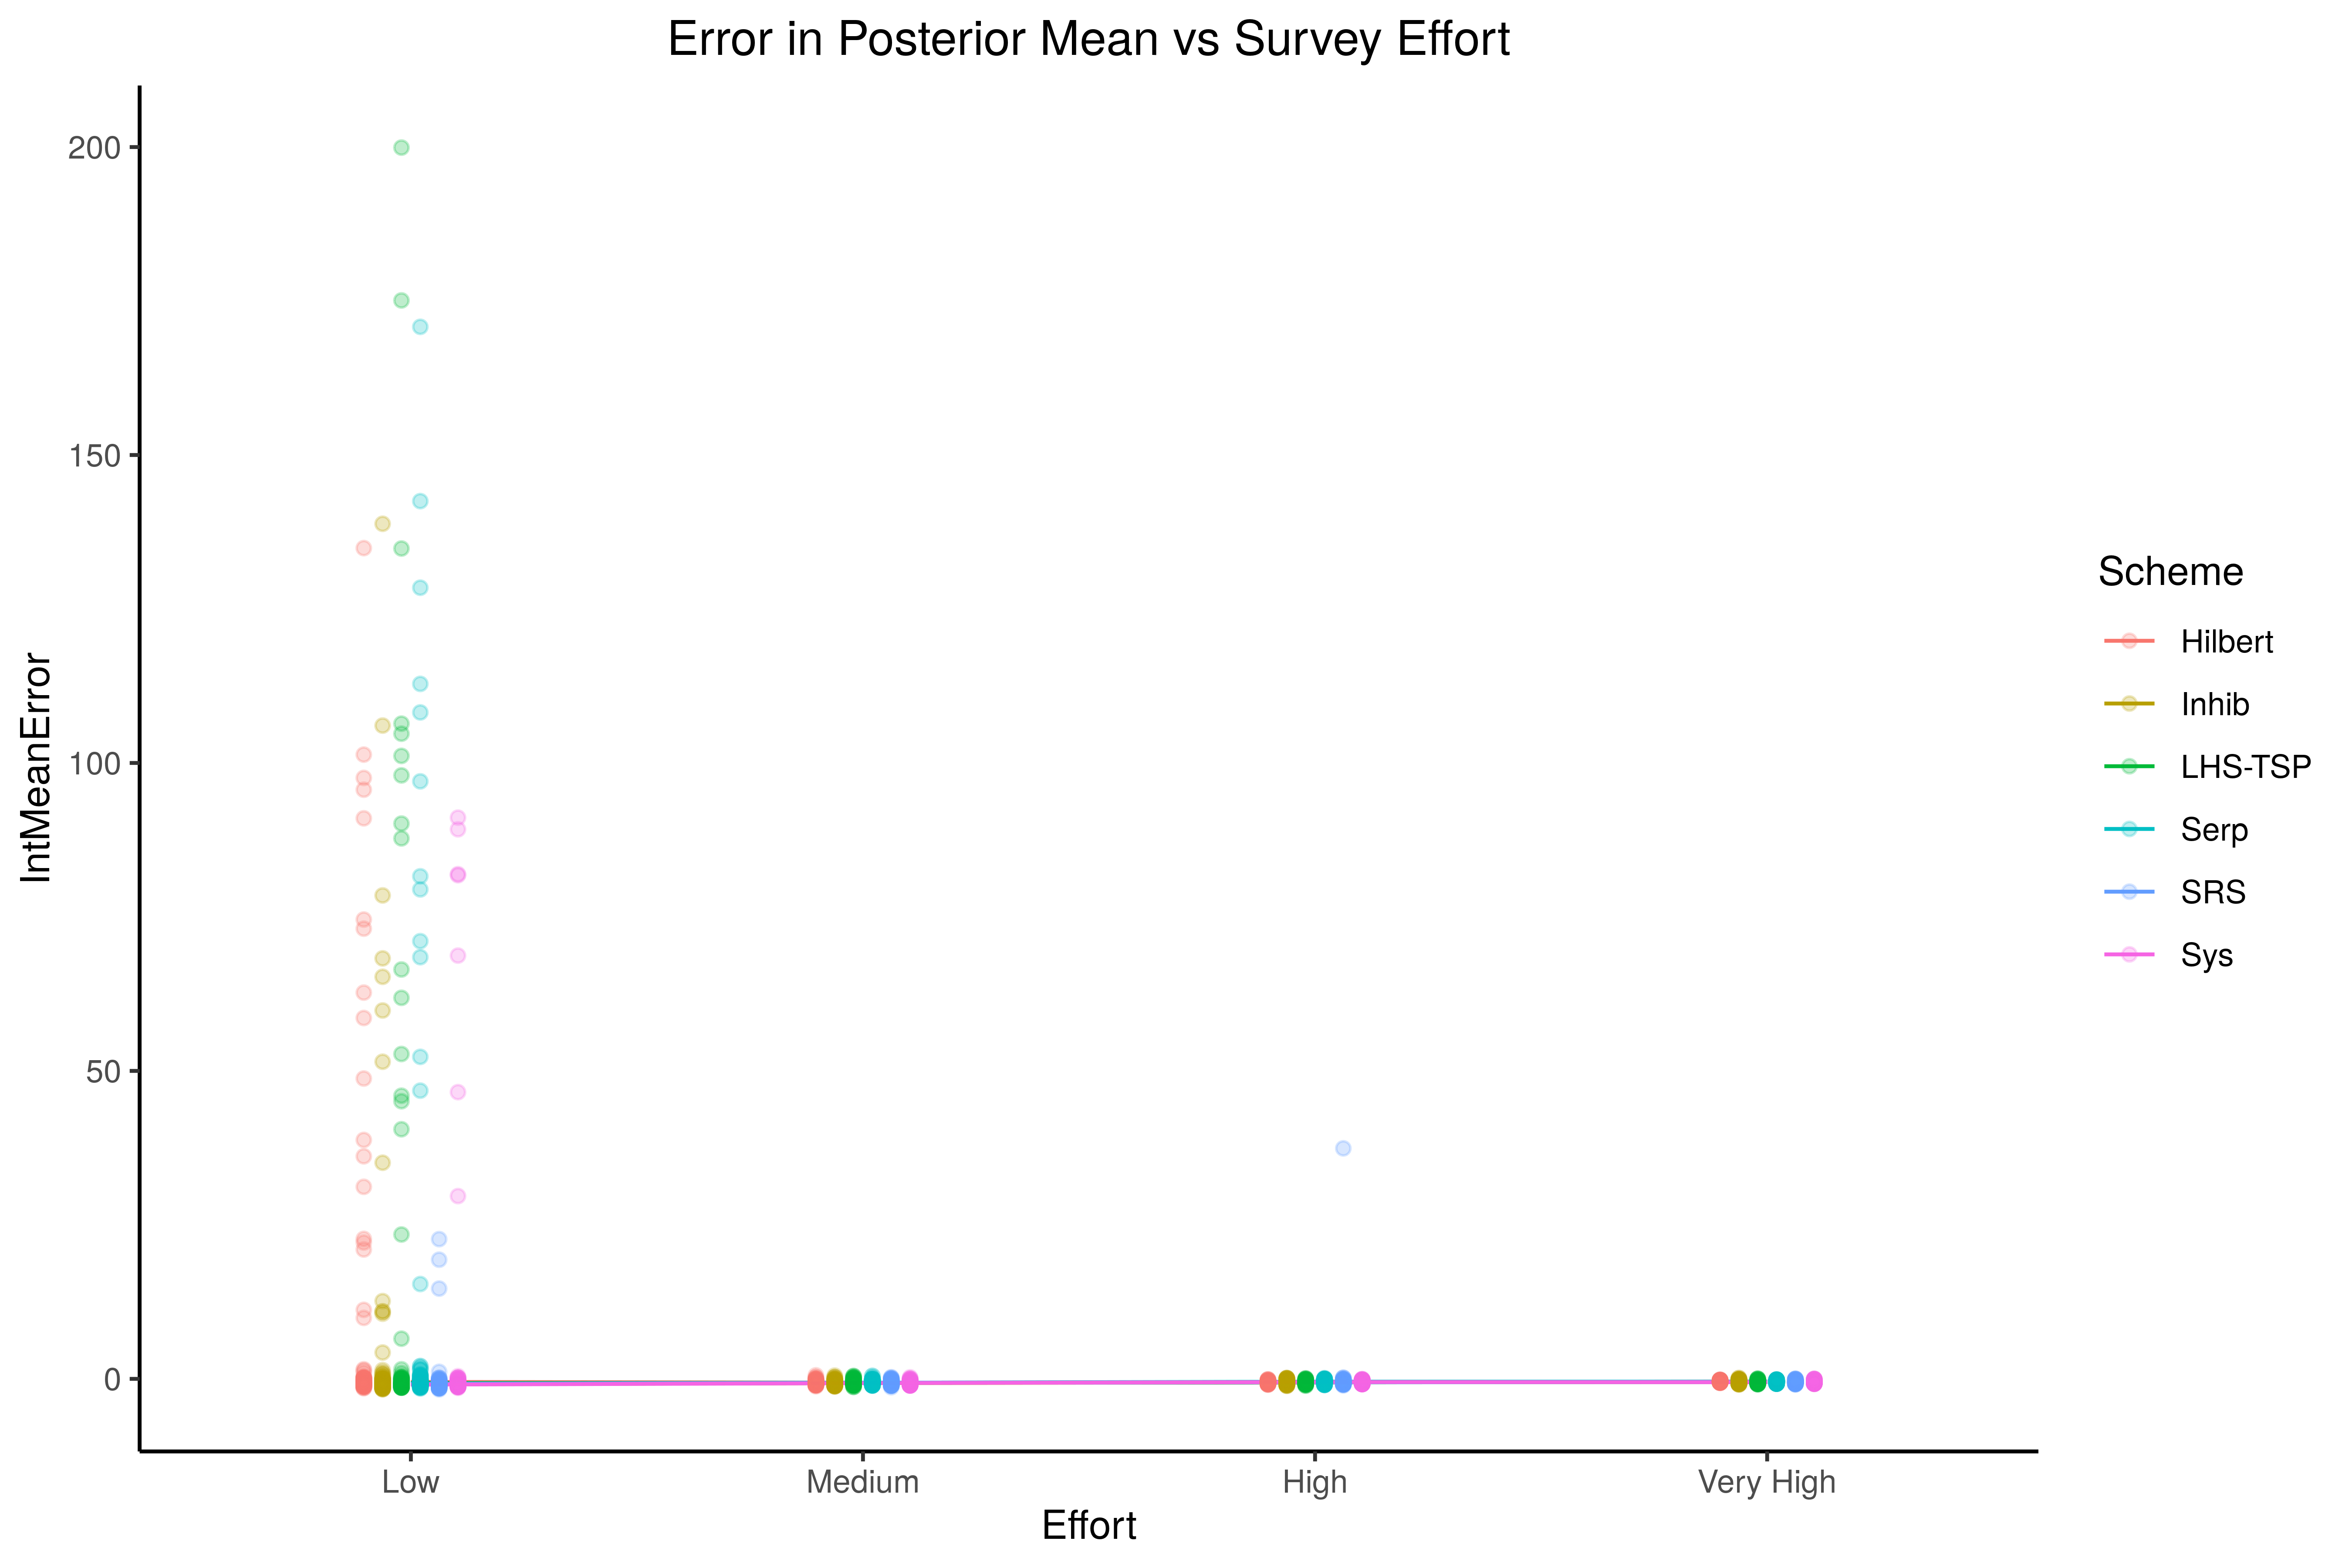 Error in Posterior Mean vs Survey Effort
IntMeanError
200
150
100
50
0
Low
Medium
High
Very High
Effort
Scheme
Hilbert
Inhib
LHS-TSP
Serp
SRS
Sys